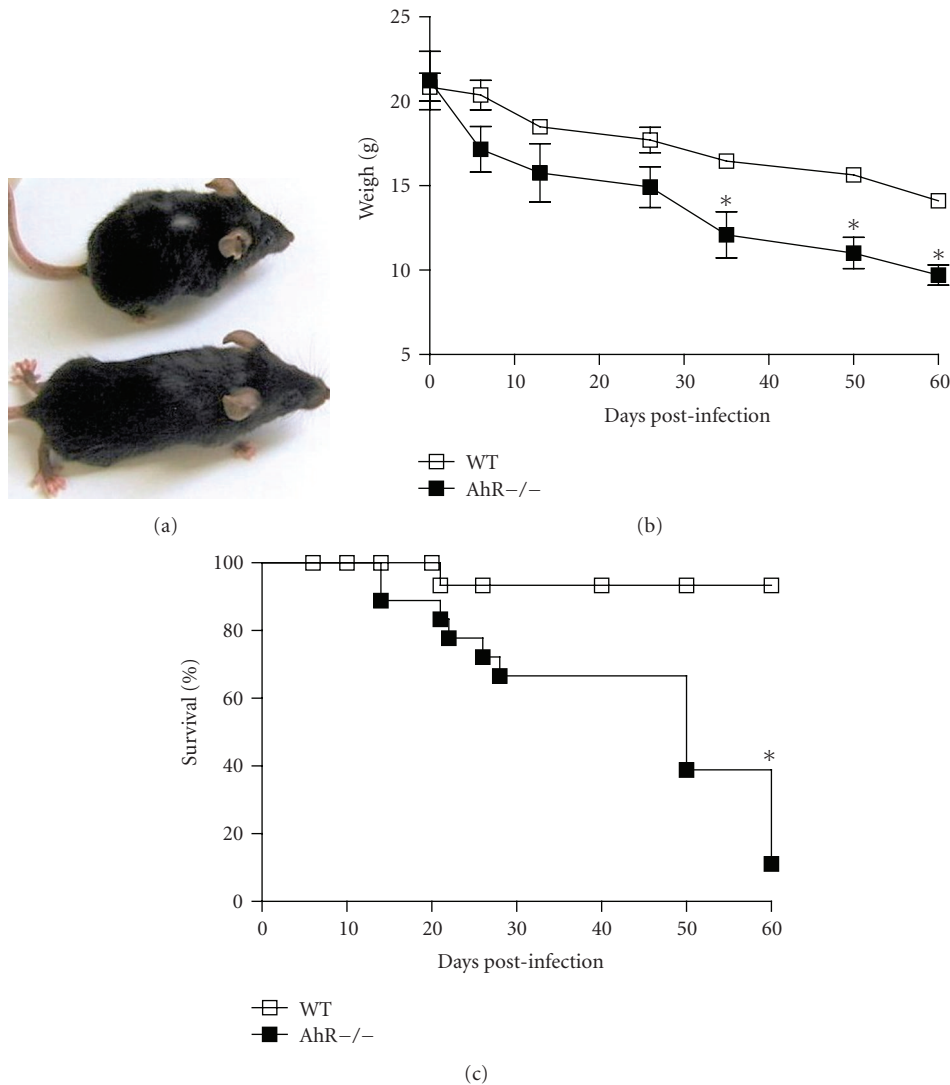 (a)
25
20
15
10
5
Weigh (g)
*
*
*
0 10 20 30 40 50 60
Days post-infection
WT
AhR−/−
(b)
100
80
60
40
20
0
Survival (%)
*
0 10 20 30 40 50 60
Days post-infection
WT
AhR−/−
(c)